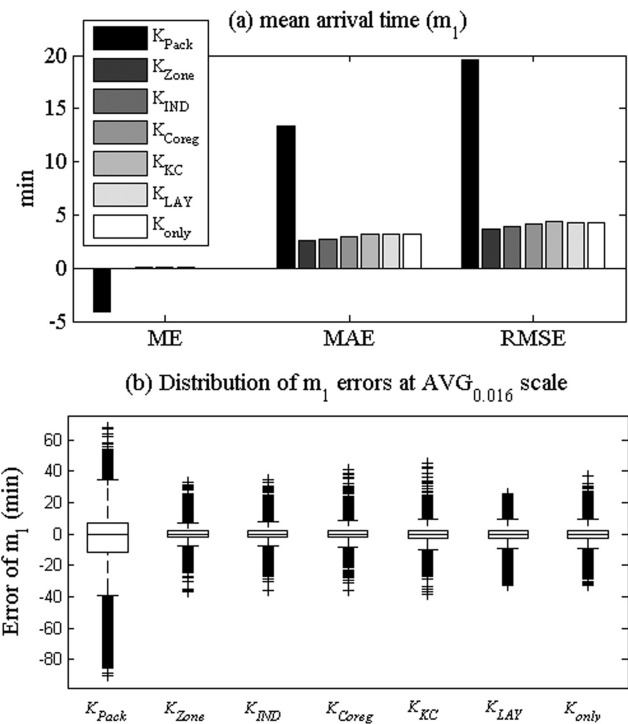 (a) mean arrival time (m1)
KPack
KZone
KIND
KCoreg
KKC
KLAY
Konly
20
15
10
5
0
-5
min
ME MAE RMSE
(b) Distribution of m1 errors at AVG0.016 scale
60
40
20
0
-20
-40
-60
-80
Error of m1 (min)
KPack KZone KIND KCoreg KKC KLAY Konly